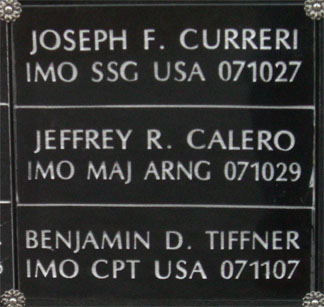 JOSEPH F. CURRERI
IMO SSG USA 071027
JEFFREY R. CALERO
IMO MAJ ARNG 071029
BENJAMIN D. TIFFNER
IMO CPT USA 071107